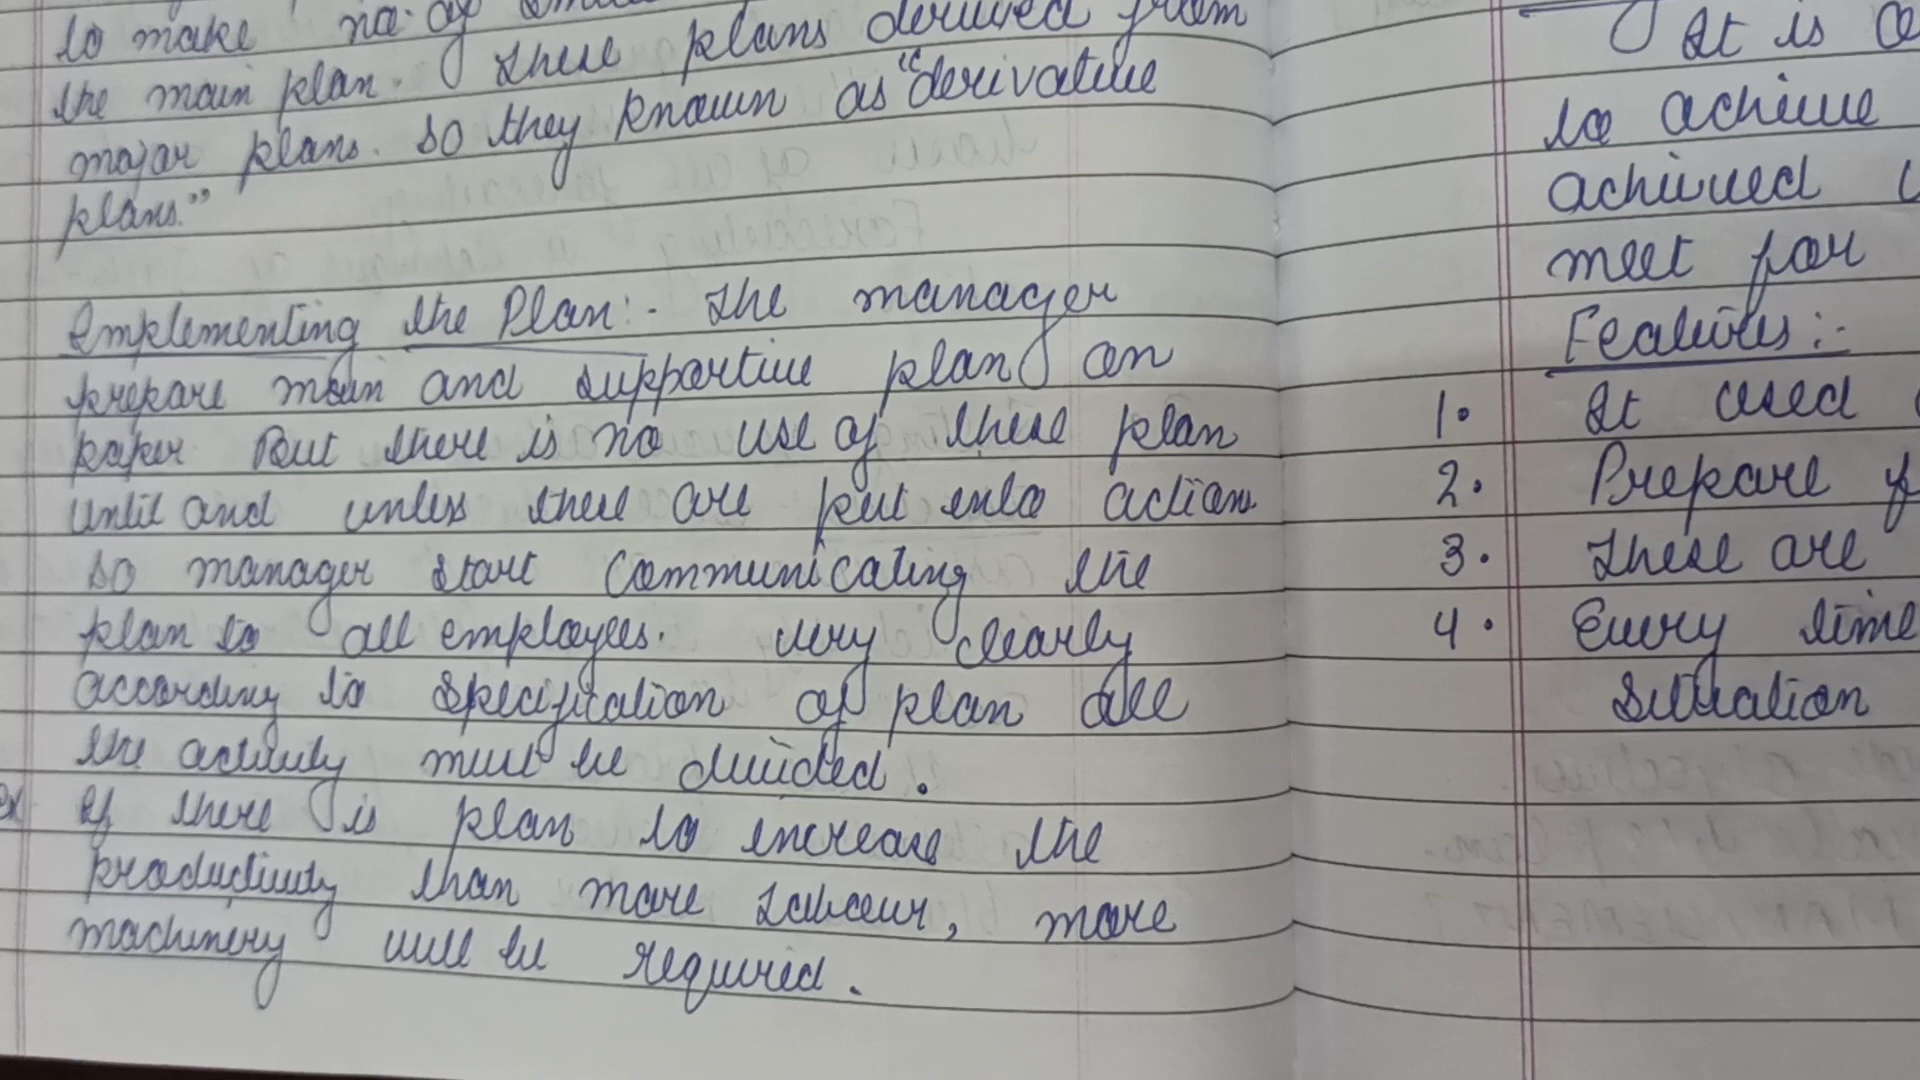 to make no. of
the main plan. These plans derived from
major plans. so they known as "derivative
plans."
Implementing the Plan:- The manager
prepare main and supportive plan on
paper But there is no use of these plan
until and unless these are put into action.
so manager start communicating the
plan to all employees. very clearly
according to specification of plan all
the activity must be divided.
ex If there is plan to increase the
productivity than more Labour, more
machinery will be required.
It is
to achieve
achieved
meet for
Features:-
1. It used
2. Prepare
3. These are
4. Every time
situation